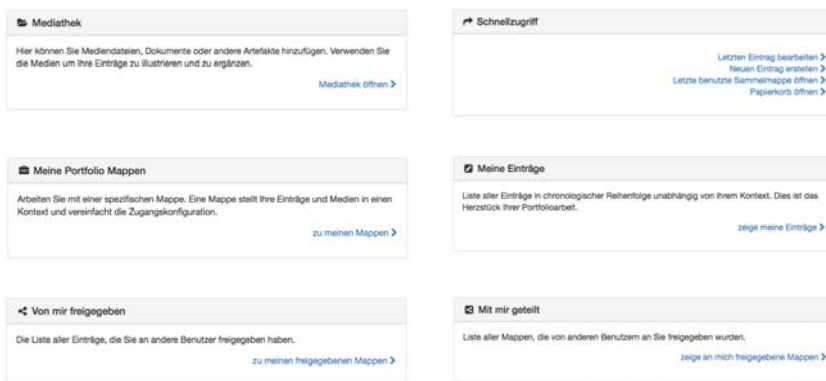 Mediathek
Hier können Sie Mediendateien, Dokumente oder andere Artefakte hinzufügen. Verwenden Sie
die Medien um Ihre Einträge zu illustrieren und zu ergänzen.
Mediathek öffnen
Schnellzugriff
Letzten Eintrag bearbeiten
Neuen Eintrag erstellen
Letzte benutzte Sammelmappe öffnen
Papierkorb öffnen
Meine Portfolio Mappen
Arbeiten Sie mit einer spezifischen Mappe. Eine Mappe stellt Ihre Einträge und Medien in einen
Kontext und vereinfacht die Zugangskonfiguration.
zu meinen Mappen
Meine Einträge
Liste aller Einträge in chronologischer Reihenfolge unabhängig von ihrem Kontext. Dies ist das
Herzstück Ihrer Portfolioarbeit.
zeige meine Einträge
Von mir freigegeben
Die Liste aller Einträge, die Sie an andere Benutzer freigegeben haben.
zu meinen freigegebenen Mappen
Mit mir geteilt
Liste aller Mappen, die von anderen Benutzern an Sie freigegeben wurden.
zeige an mich freigegebene Mappen